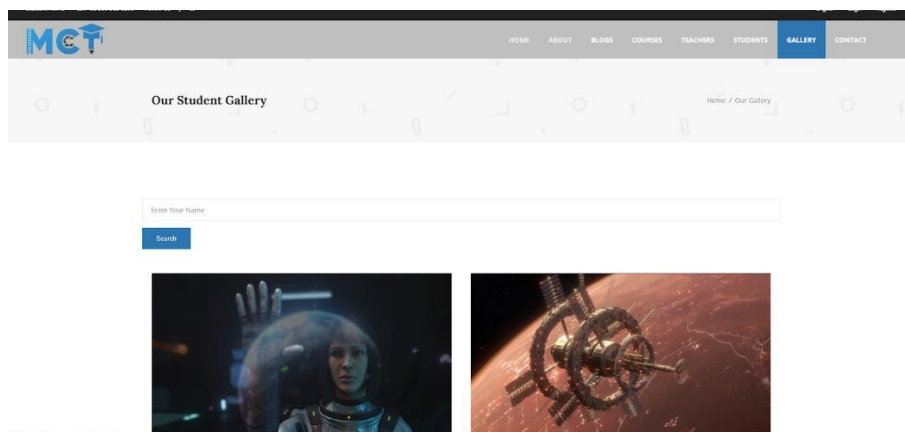 MCT
HOME ABOUT BLOGS COURSES TEACHERS STUDENTS GALLERY CONTACT
Our Student Gallery
Home / Our Gallery
Enter Your Name
Search